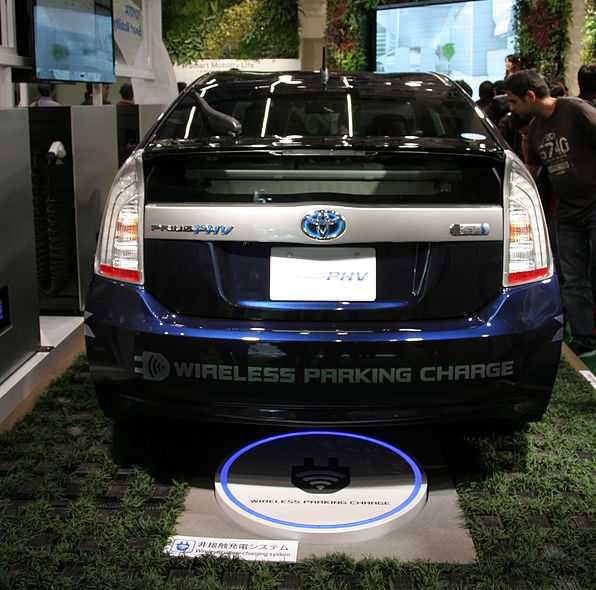 Smart Mobility Life
PRIUS PHV
PHV
WIRELESS PARKING CHARGE
WIRELESS PARKING CHARGE
非接触充電システム
Wireless charging system
5740